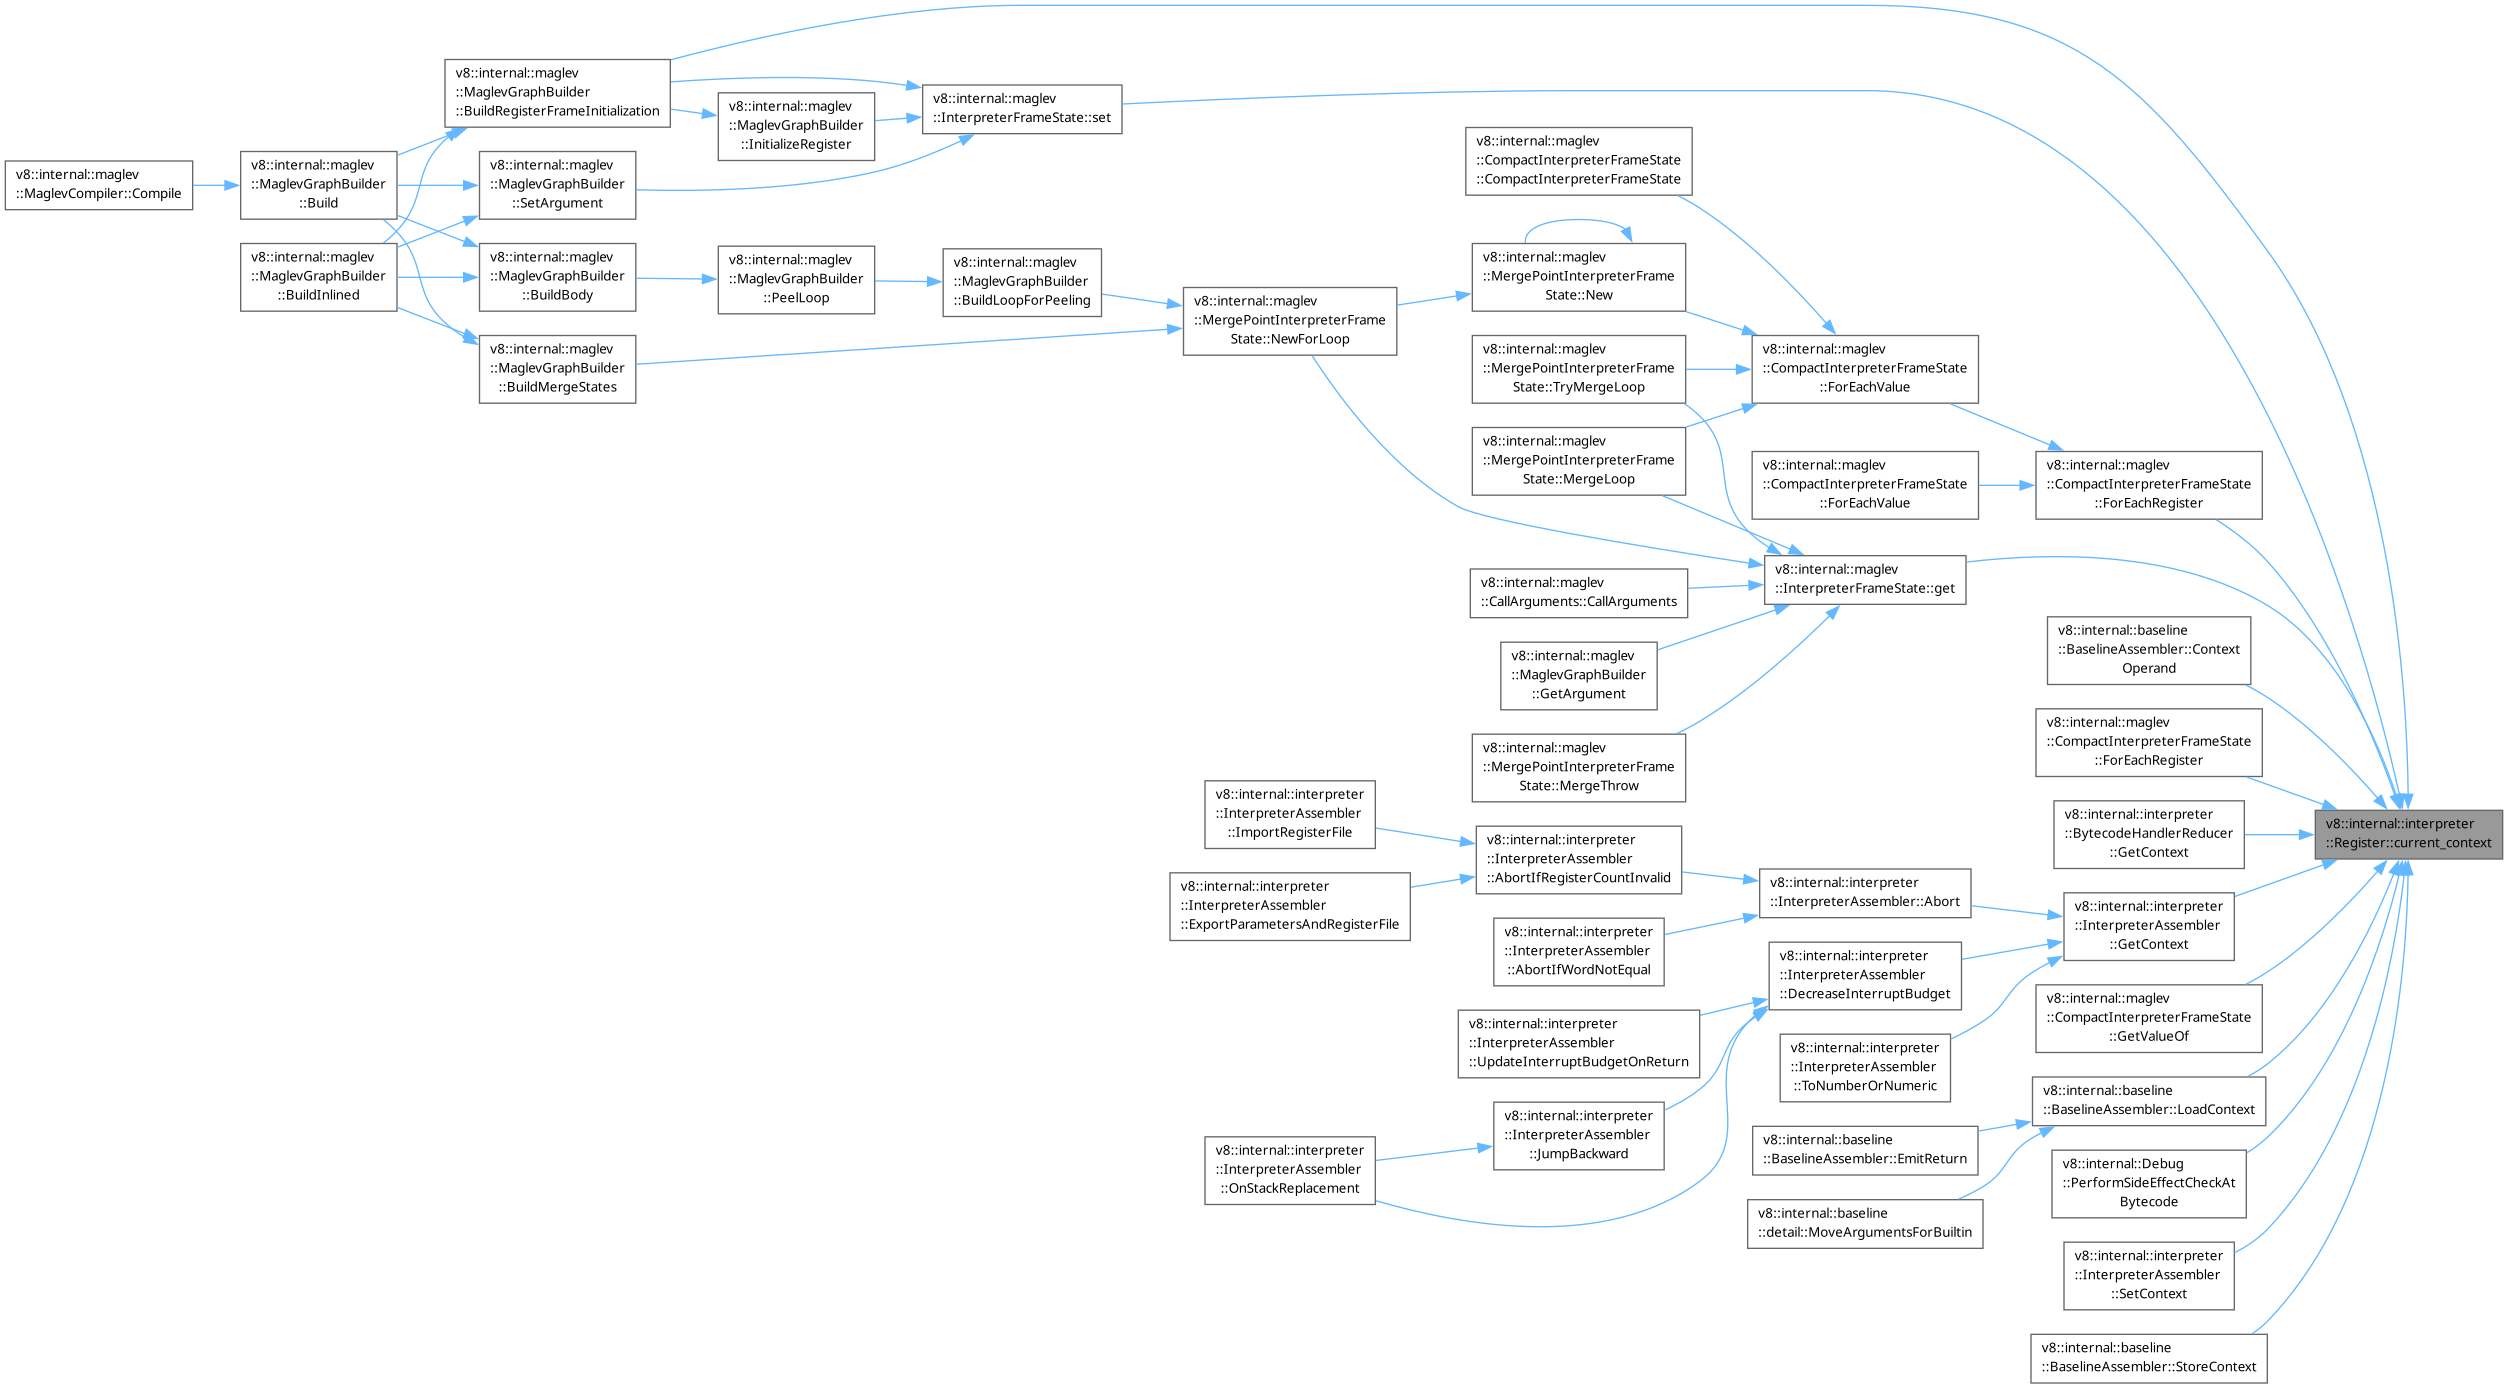 v8::internal::maglev
::MaglevGraphBuilder
::BuildRegisterFrameInitialization
v8::internal::maglev
::InterpreterFrameState::set
v8::internal::maglev
::MaglevGraphBuilder
::InitializeRegister
v8::internal::maglev
::CompactInterpreterFrameState
::CompactInterpreterFrameState
v8::internal::maglev
::MaglevCompiler::Compile
v8::internal::maglev
::MaglevGraphBuilder
::Build
v8::internal::maglev
::MaglevGraphBuilder
::SetArgument
v8::internal::maglev
::MaglevGraphBuilder
::BuildInlined
v8::internal::maglev
::MaglevGraphBuilder
::BuildBody
v8::internal::maglev
::MaglevGraphBuilder
::PeelLoop
v8::internal::maglev
::MaglevGraphBuilder
::BuildLoopForPeeling
v8::internal::maglev
::MergePointInterpreterFrame
State::NewForLoop
v8::internal::maglev
::MergePointInterpreterFrame
State::New
v8::internal::maglev
::MaglevGraphBuilder
::BuildMergeStates
v8::internal::maglev
::MergePointInterpreterFrame
State::TryMergeLoop
v8::internal::maglev
::CompactInterpreterFrameState
::ForEachValue
v8::internal::maglev
::MergePointInterpreterFrame
State::MergeLoop
v8::internal::maglev
::CompactInterpreterFrameState
::ForEachValue
v8::internal::maglev
::CompactInterpreterFrameState
::ForEachRegister
v8::internal::maglev
::CallArguments::CallArguments
v8::internal::maglev
::InterpreterFrameState::get
v8::internal::maglev
::MaglevGraphBuilder
::GetArgument
v8::internal::baseline
::BaselineAssembler::Context
Operand
v8::internal::maglev
::MergePointInterpreterFrame
State::MergeThrow
v8::internal::maglev
::CompactInterpreterFrameState
::ForEachRegister
v8::internal::interpreter
::InterpreterAssembler
::ImportRegisterFile
v8::internal::interpreter
::InterpreterAssembler
::AbortIfRegisterCountInvalid
v8::internal::interpreter
::BytecodeHandlerReducer
::GetContext
v8::internal::interpreter
::Register::current_context
v8::internal::interpreter
::InterpreterAssembler
::ExportParametersAndRegisterFile
v8::internal::interpreter
::InterpreterAssembler::Abort
v8::internal::interpreter
::InterpreterAssembler
::GetContext
v8::internal::interpreter
::InterpreterAssembler
::AbortIfWordNotEqual
v8::internal::interpreter
::InterpreterAssembler
::DecreaseInterruptBudget
v8::internal::maglev
::CompactInterpreterFrameState
::GetValueOf
v8::internal::interpreter
::InterpreterAssembler
::UpdateInterruptBudgetOnReturn
v8::internal::interpreter
::InterpreterAssembler
::ToNumberOrNumeric
v8::internal::baseline
::BaselineAssembler::LoadContext
v8::internal::interpreter
::InterpreterAssembler
::JumpBackward
v8::internal::baseline
::BaselineAssembler::EmitReturn
v8::internal::interpreter
::InterpreterAssembler
::OnStackReplacement
v8::internal::Debug
::PerformSideEffectCheckAt
Bytecode
v8::internal::baseline
::detail::MoveArgumentsForBuiltin
v8::internal::interpreter
::InterpreterAssembler
::SetContext
v8::internal::baseline
::BaselineAssembler::StoreContext